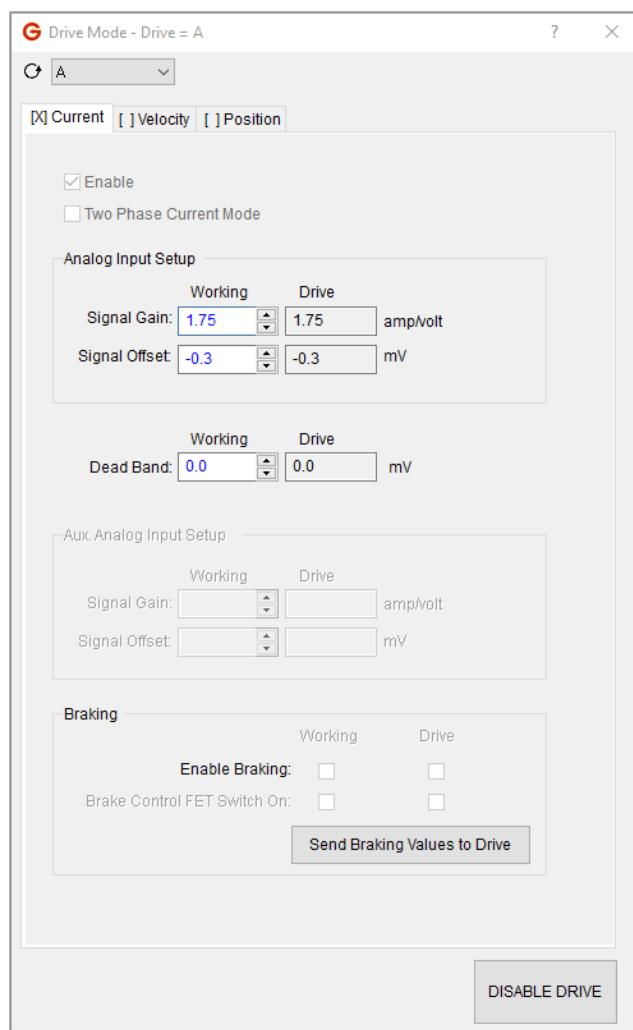 G Drive Mode - Drive = A ?
A
[X] Current [ ] Velocity [ ] Position
Enable
Two Phase Current Mode
Analog Input Setup
Working Drive
Signal Gain: 1.75 1.75 amp/volt
Signal Offset: -0.3 -0.3 mV
Working Drive
Dead Band: 0.0 0.0 mV
Aux. Analog Input Setup
Working Drive
Signal Gain: amp/volt
Signal Offset: mV
Braking
Working Drive
Enable Braking:
Brake Control FET Switch On:
Send Braking Values to Drive
DISABLE DRIVE